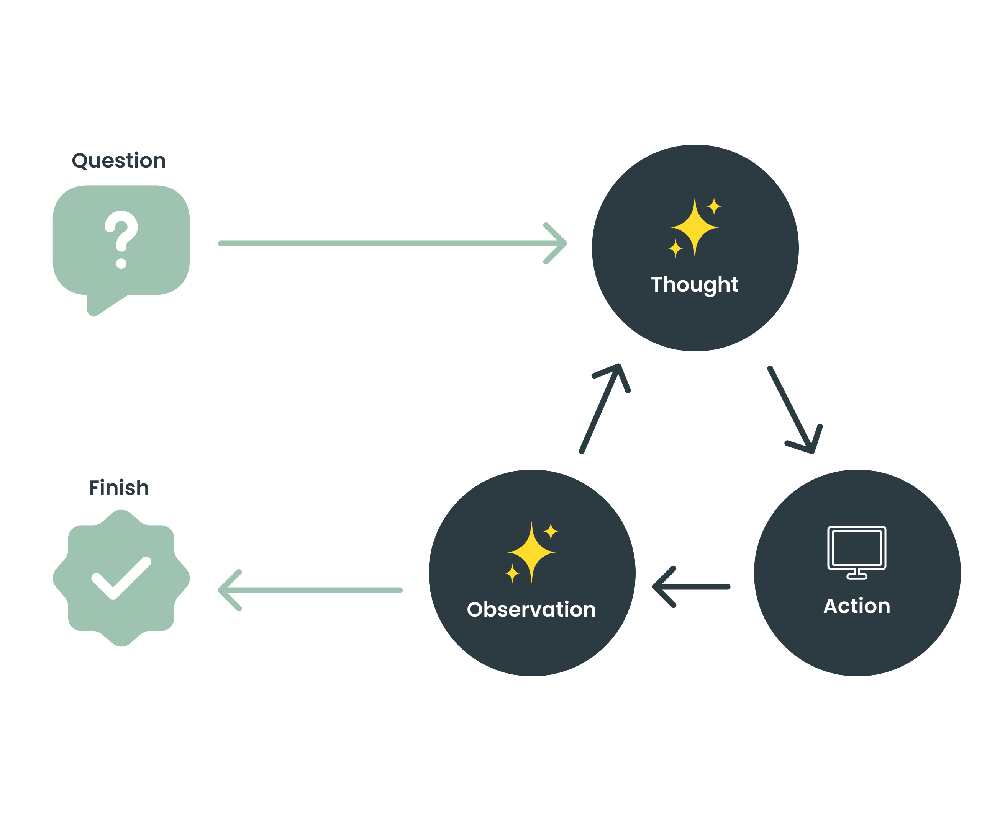 Question
Thought
Finish
Observation
Action